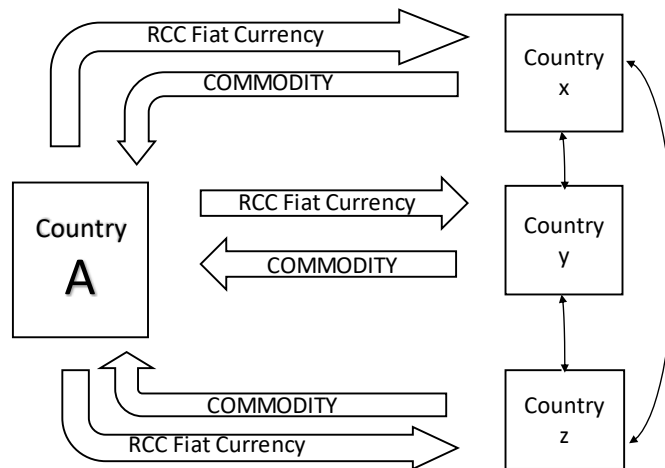 RCC Fiat Currency
COMMODITY
Country
x
Country
A
RCC Fiat Currency
COMMODITY
Country
y
COMMODITY
RCC Fiat Currency
Country
z